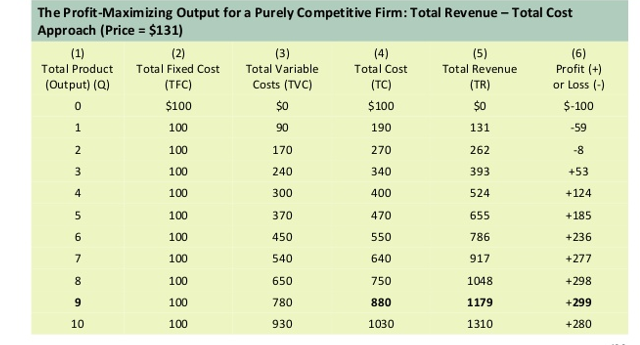 The Profit-Maximizing Output for a Purely Competitive Firm: Total Revenue – Total Cost
Approach (Price = $131)
(1) (2) (3) (4) (5) (6)
Total Product Total Fixed Cost Total Variable Total Cost Total Revenue Profit (+)
(Output) (Q) (TFC) Costs (TVC) (TC) (TR) or Loss (-)
0 $100 $0 $100 $0 $-100
1 100 90 190 131 -59
2 100 170 270 262 -8
3 100 240 340 393 +53
4 100 300 400 524 +124
5 100 370 470 655 +185
6 100 450 550 786 +236
7 100 540 640 917 +277
8 100 650 750 1048 +298
9 100 780 880 1179 +299
10 100 930 1030 1310 +280